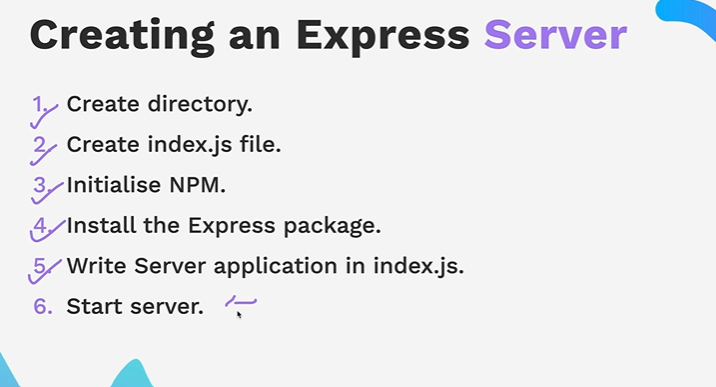 Creating an Express Server
1. Create directory.
2. Create index.js file.
3. Initialise NPM.
4. Install the Express package.
5. Write Server application in index.js.
6. Start server.